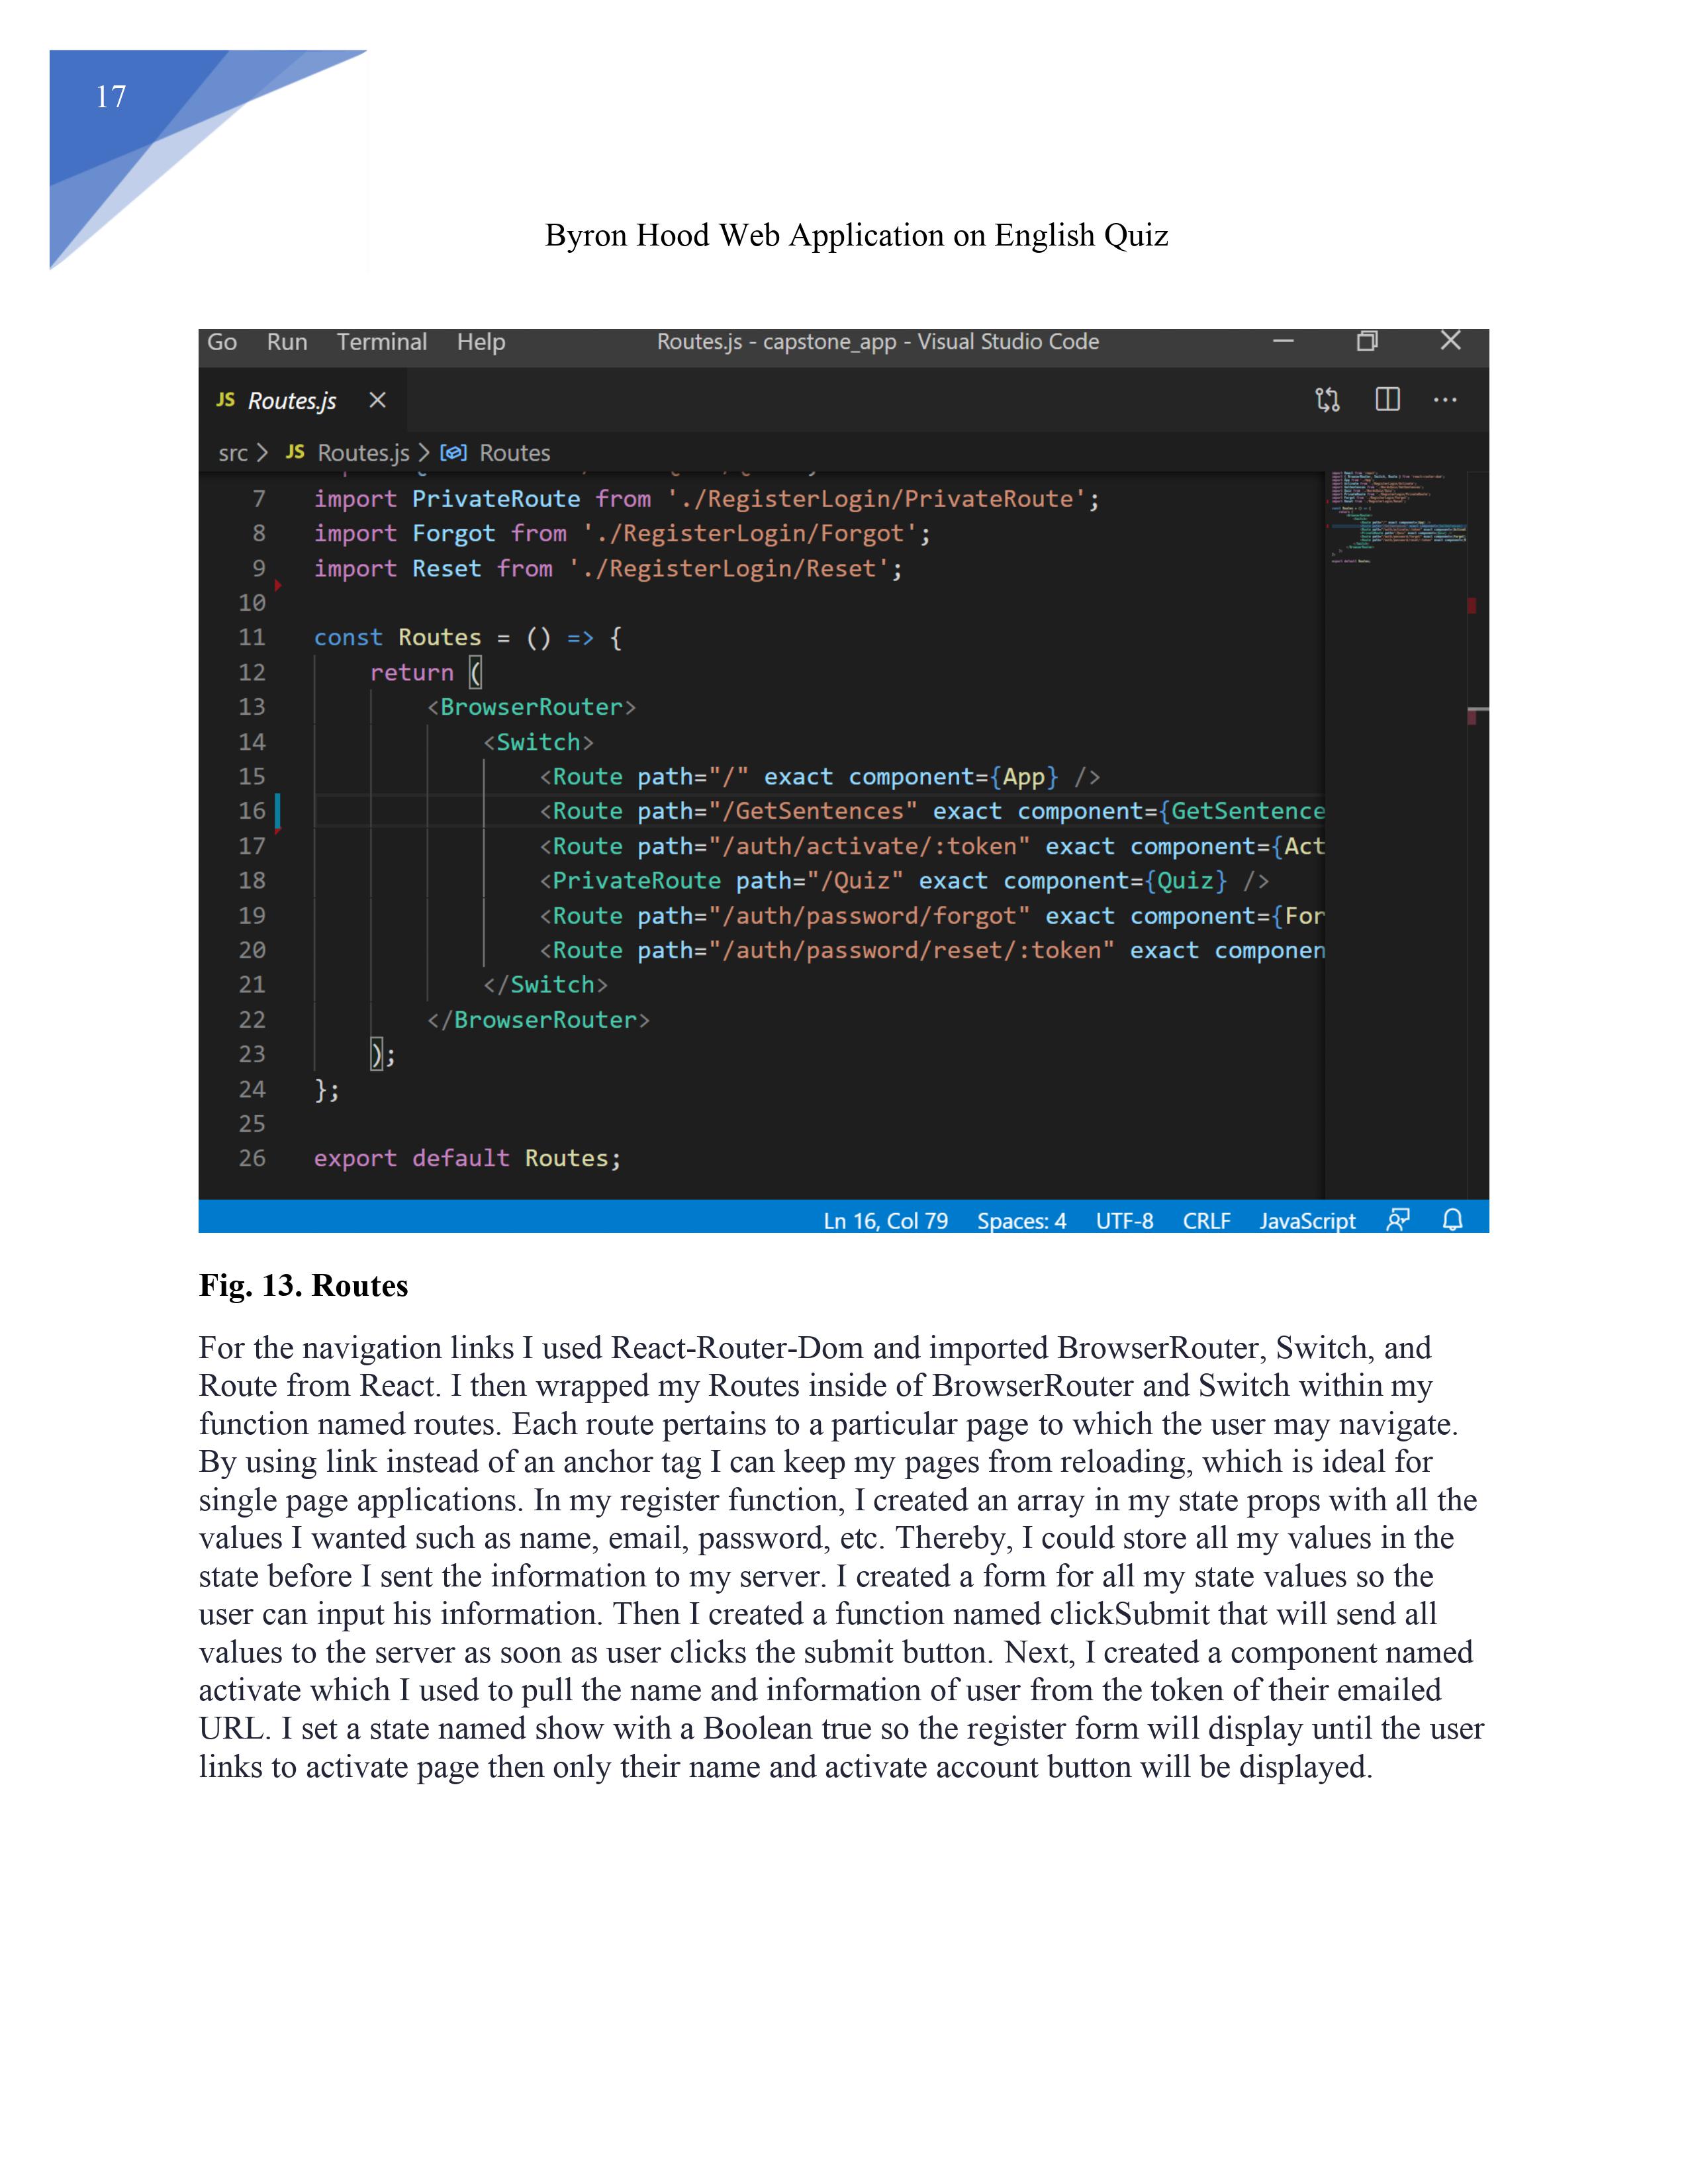 17
Byron Hood Web Application on English Quiz
Go Run Terminal Help Routes.js - capstone_app - Visual Studio Code
JS Routes.js
src > JS Routes.js > Routes
7 import PrivateRoute from './RegisterLogin/PrivateRoute';
8 import Forgot from './RegisterLogin/Forgot';
9 import Reset from './RegisterLogin/Reset';
10
11 const Routes = () => {
12 return (
13 <BrowserRouter>
14 <Switch>
15 <Route path="/" exact component={App} />
16 <Route path="/GetSentences" exact component={GetSentence
17 <Route path="/auth/activate/:token" exact component={Act
18 <PrivateRoute path="/Quiz" exact component={Quiz} />
19 <Route path="/auth/password/forgot" exact component={For
20 <Route path="/auth/password/reset/:token" exact componen
21 </Switch>
22 </BrowserRouter>
23 );
24 };
25
26 export default Routes;
Ln 16, Col 79 Spaces: 4 UTF-8 CRLF JavaScript
Fig. 13. Routes
For the navigation links I used React-Router-Dom and imported BrowserRouter, Switch, and
Route from React. I then wrapped my Routes inside of BrowserRouter and Switch within my
function named routes. Each route pertains to a particular page to which the user may navigate.
By using link instead of an anchor tag I can keep my pages from reloading, which is ideal for
single page applications. In my register function, I created an array in my state props with all the
values I wanted such as name, email, password, etc. Thereby, I could store all my values in the
state before I sent the information to my server. I created a form for all my state values so the
user can input his information. Then I created a function named clickSubmit that will send all
values to the server as soon as user clicks the submit button. Next, I created a component named
activate which I used to pull the name and information of user from the token of their emailed
URL. I set a state named show with a Boolean true so the register form will display until the user
links to activate page then only their name and activate account button will be displayed.